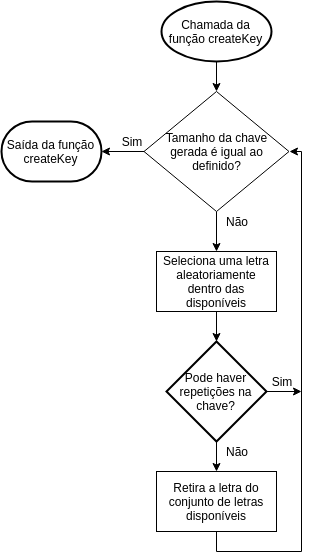 Chamada da
função createKey
Tamanho da chave
gerada é igual ao
definido?
Sim
Saída da função
createKey
Não
Seleciona uma letra
aleatoriamente
dentro das
disponíveis
Pode haver
repetições na
chave?
Sim
Não
Retira a letra do
conjunto de letras
disponíveis